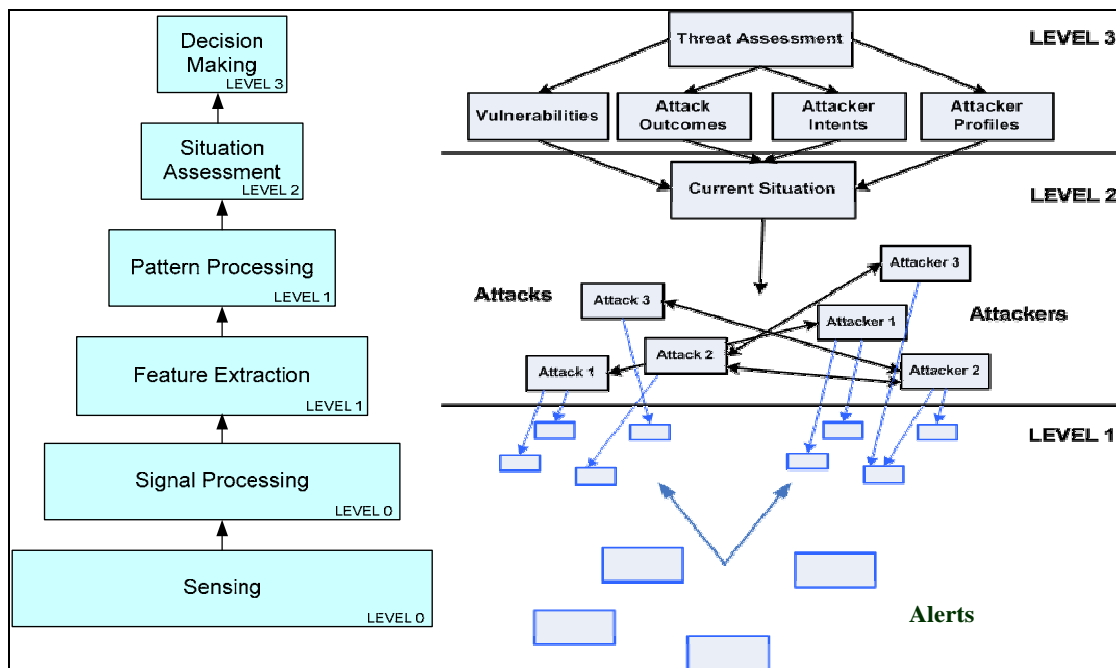 Decision
Making
LEVEL 3
Situation
Assessment
LEVEL 2
Pattern Processing
LEVEL 1
Feature Extraction
LEVEL 1
Signal Processing
LEVEL 0
Sensing
LEVEL 0
Threat Assessment
LEVEL 3
Vulnerabilities
Attack
Outcomes
Attacker
Intents
Attacker
Profiles
Current Situation
LEVEL 2
Attacks
Attackers
Attack 3
Attacker 3
Attacker 1
Attack 2
Attack 1
Attacker 2
LEVEL 1
Alerts